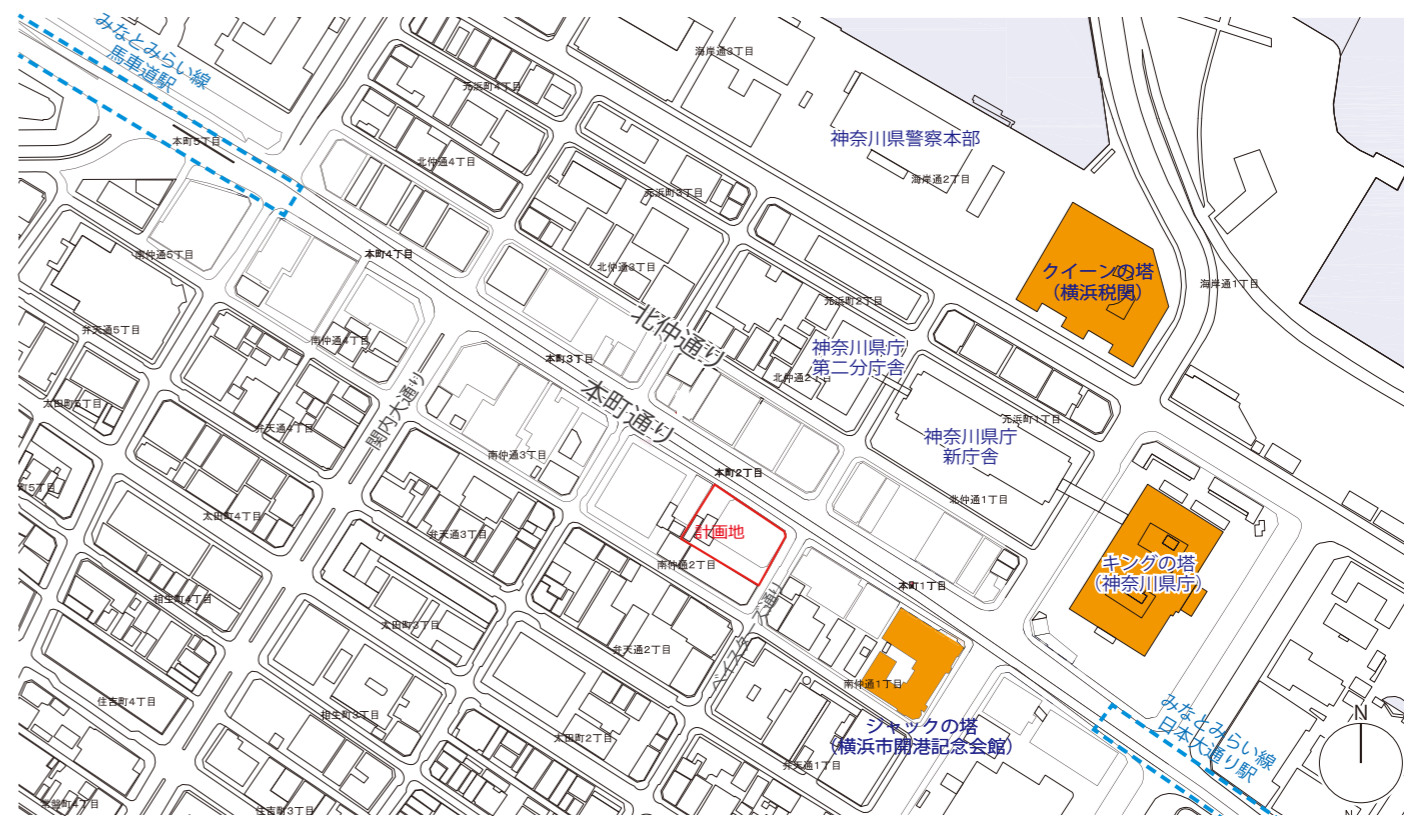 みなとみらい線
馬車道駅
海岸通3丁目
元浜町4丁目
本町5丁目
北仲通4丁目
神奈川県警察本部
海岸通2丁目
元浜町3丁目
南仲通5丁目
本町4丁目
北仲通3丁目
クイーンの塔
（横浜税関）
海岸通1丁目
元浜町2丁目
弁天通5丁目
南仲通4丁目
北仲通り
本町3丁目
神奈川県庁
第二分庁舎
北仲通2丁目
太田町5丁目
弁天通4丁目
関内大通り
本町通り
元浜町1丁目
神奈川県庁
新庁舎
南仲通3丁目
本町2丁目
町5丁目
北仲通1丁目
太田町4丁目
弁天通3丁目
計画地
南仲通2丁目
キングの塔
（神奈川県庁）
本町1丁目
相生町4丁目
太田町3丁目
弁天通2丁目
南仲通1丁目
住吉町4丁目
相生町3丁目
太田町2丁目
ジャックの塔
（横浜市開港記念会館）
弁天通1丁目
みなとみらい線
日本大通り駅
N
常盤町4丁目
住吉町3丁目
N